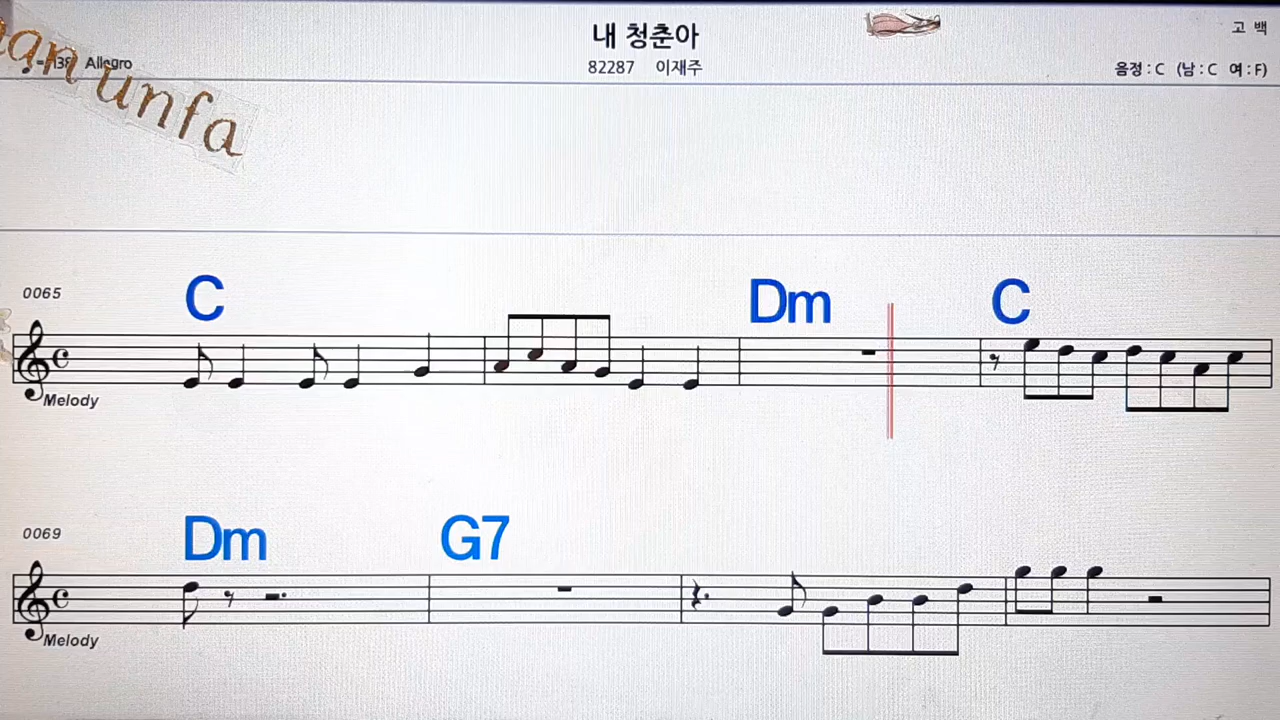 내 청춘아
고 백
82287 이재주
Allegro
음정 : C (남 : C 여 : F)
unfa
0065
C
Dm
C
Melody
0069
Dm
G7
Melody